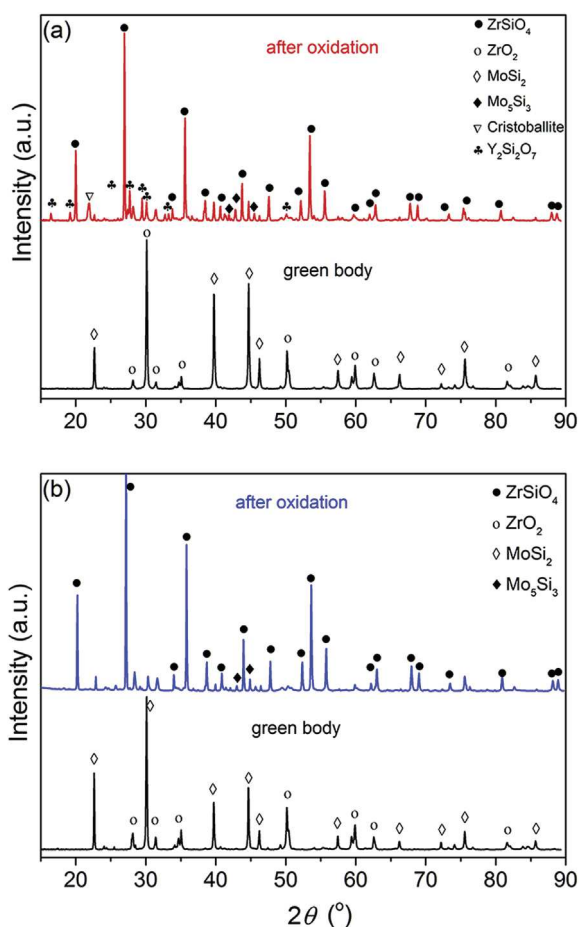 (a)
after oxidation
● ZrSiO₄
○ ZrO₂
◊ MoSi₂
♦ Mo₅Si₃
▽ Cristoballite
♣ Y₂Si₂O₇
green body
Intensity (a.u.)
20 30 40 50 60 70 80 90
(b)
after oxidation
● ZrSiO₄
○ ZrO₂
◊ MoSi₂
♦ Mo₅Si₃
green body
Intensity (a.u.)
20 30 40 50 60 70 80 90
2θ (°)